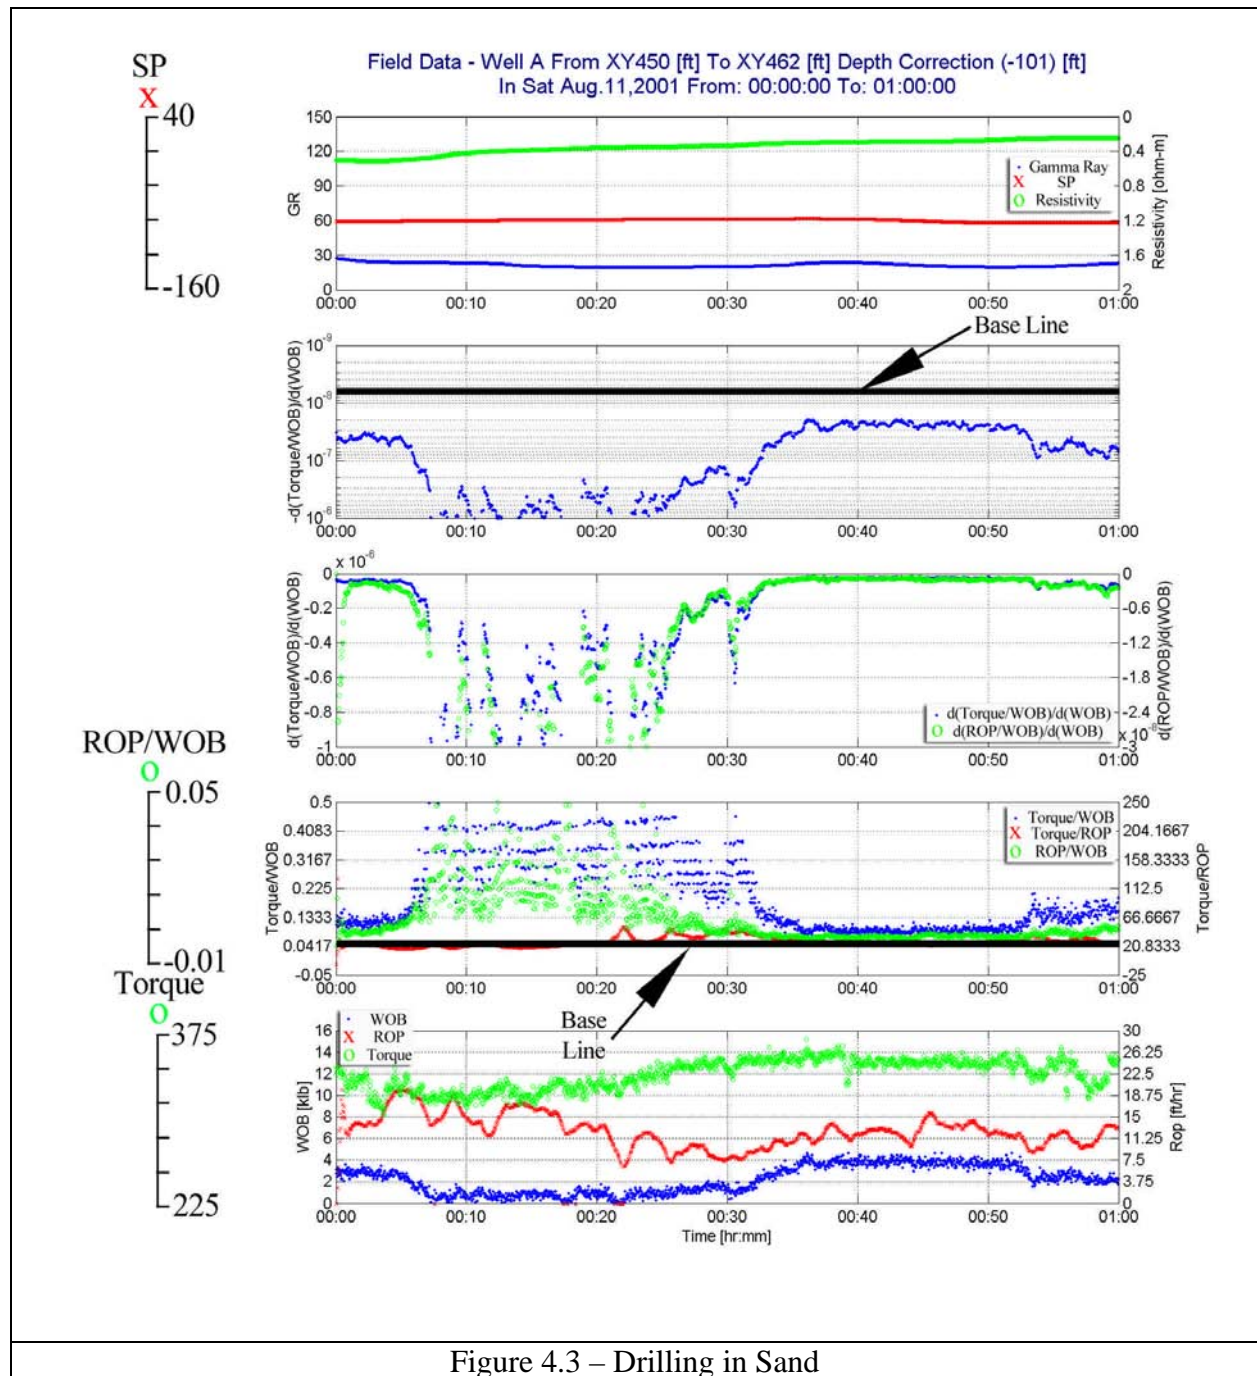 Field Data - Well A From XY450 [ft] To XY462 [ft] Depth Correction (-101) [ft]
In Sat Aug.11,2001 From: 00:00:00 To: 01:00:00
SP
X
40
-160
150
120
90
60
30
0
GR
0
0.4
0.8
1.2
1.6
2
Resistivity [ohm-m]
Gamma Ray
X SP
O Resistivity
00:00 00:10 00:20 00:30 00:40 00:50 01:00
Base Line
10^-9
10^-8
10^-7
10^-6
-d(Torque/WOB)/d(WOB)
00:00 00:10 00:20 00:30 00:40 00:50 01:00
x 10^-6
0
-0.2
-0.4
-0.6
-0.8
-1
d(Torque/WOB)/d(WOB)
0
-0.6
-1.2
-1.8
-2.4
-3
x 10^-8
d(ROP/WOB)/d(WOB)
d(Torque/WOB)/d(WOB)
O d(ROP/WOB)/d(WOB)
00:00 00:10 00:20 00:30 00:40 00:50 01:00
ROP/WOB
O
0.05
-0.01
0.5
0.4083
0.3167
0.225
0.1333
0.0417
-0.05
Torque/WOB
250
204.1667
158.3333
112.5
66.6667
20.8333
-25
Torque/ROP
Torque/WOB
X Torque/ROP
O ROP/WOB
00:00 00:10 00:20 00:30 00:40 00:50 01:00
Base
Line
Torque
O
375
225
16
14
12
10
8
6
4
2
0
WOB [klb]
WOB
X ROP
O Torque
30
26.25
22.5
18.75
15
11.25
7.5
3.75
0
Rop [ft/hr]
00:00 00:10 00:20 00:30 00:40 00:50 01:00
Time [hr:mm]
Figure 4.3 – Drilling in Sand